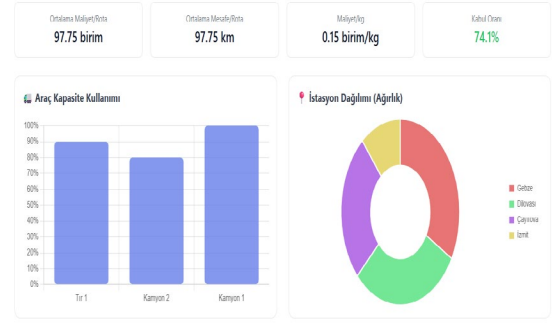 Ortalama Maliyet/Rota
97.75 birim
Ortalama Mesafe/Rota
97.75 km
Maliyet/kg
0.15 birim/kg
Kabul Oranı
74.1%
Araç Kapasite Kullanımı
100%
90%
80%
70%
60%
50%
40%
30%
20%
10%
0%
Tır 1
Kamyon 2
Kamyon 1
İstasyon Dağılımı (Ağırlık)
Gebze
Dilovası
Çayırova
İzmit